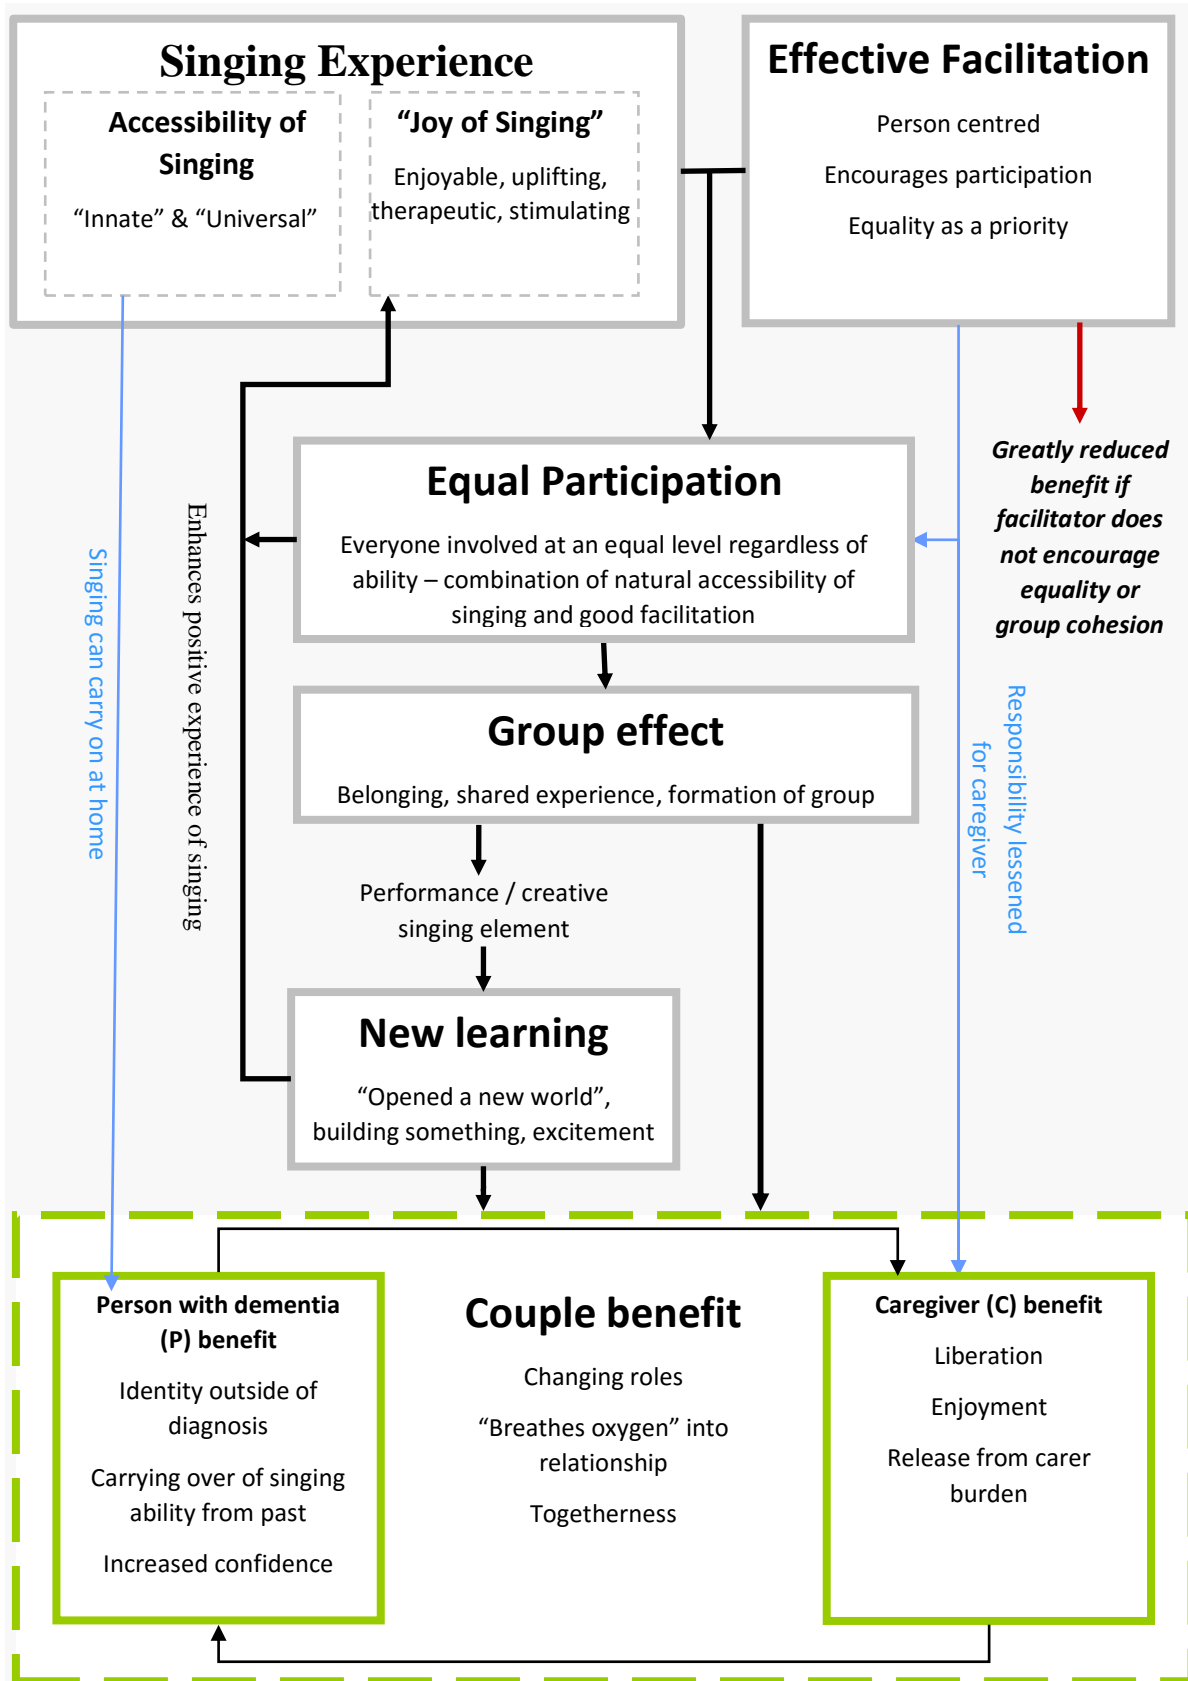 Singing Experience
Accessibility of
Singing
“Innate” & “Universal”
“Joy of Singing”
Enjoyable, uplifting,
therapeutic, stimulating
Effective Facilitation
Person centred
Encourages participation
Equality as a priority
Greatly reduced
benefit if
facilitator does
not encourage
equality or
group cohesion
Equal Participation
Everyone involved at an equal level regardless of
ability – combination of natural accessibility of
singing and good facilitation
Singing can carry on at home
Enhances positive experience of singing
Responsibility lessened
for caregiver
Group effect
Belonging, shared experience, formation of group
Performance / creative
singing element
New learning
“Opened a new world”,
building something, excitement
Person with dementia
(P) benefit
Identity outside of
diagnosis
Carrying over of singing
ability from past
Increased confidence
Couple benefit
Changing roles
“Breathes oxygen” into
relationship
Togetherness
Caregiver (C) benefit
Liberation
Enjoyment
Release from carer
burden